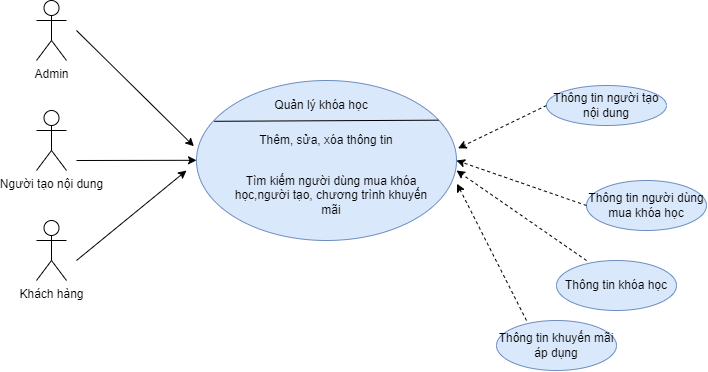 Admin
Người tạo nội dung
Khách hàng
Quản lý khóa học
Thêm, sửa, xóa thông tin
Tìm kiếm người dùng mua khóa
học,người tạo, chương trình khuyến
mãi
Thông tin người tạo
nội dung
Thông tin người dùng
mua khóa học
Thông tin khóa học
Thông tin khuyến mãi
áp dụng